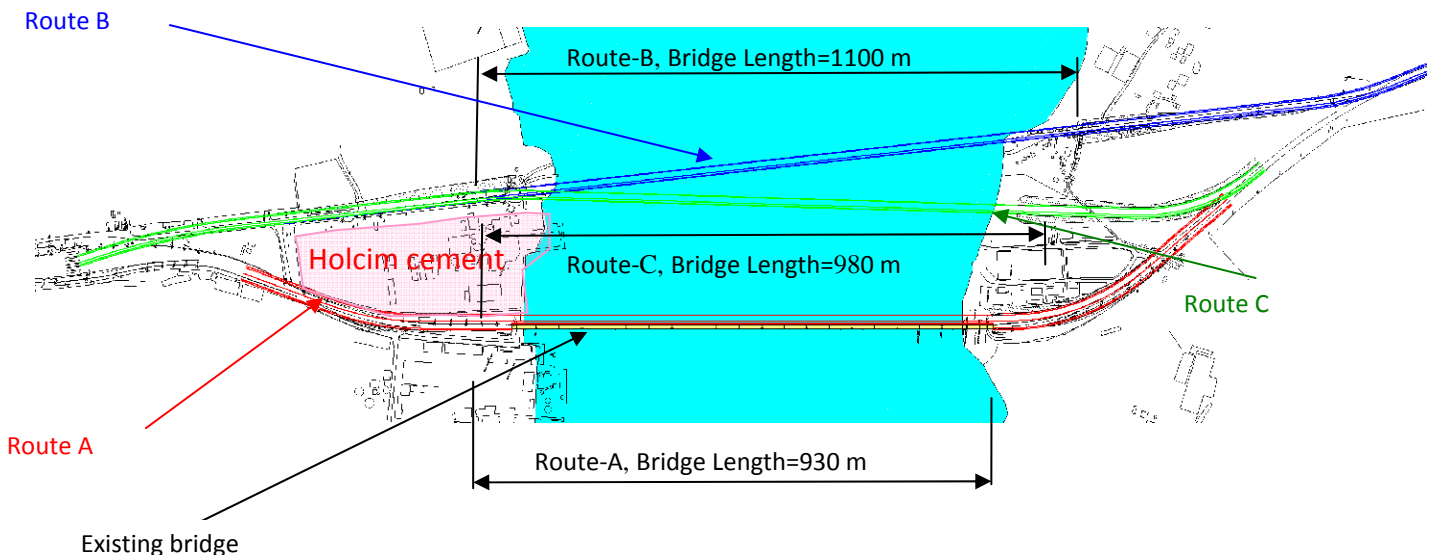 Route B
Route-B, Bridge Length=1100 m
Holcim cement
Route-C, Bridge Length=980 m
Route C
Route A
Route-A, Bridge Length=930 m
Existing bridge